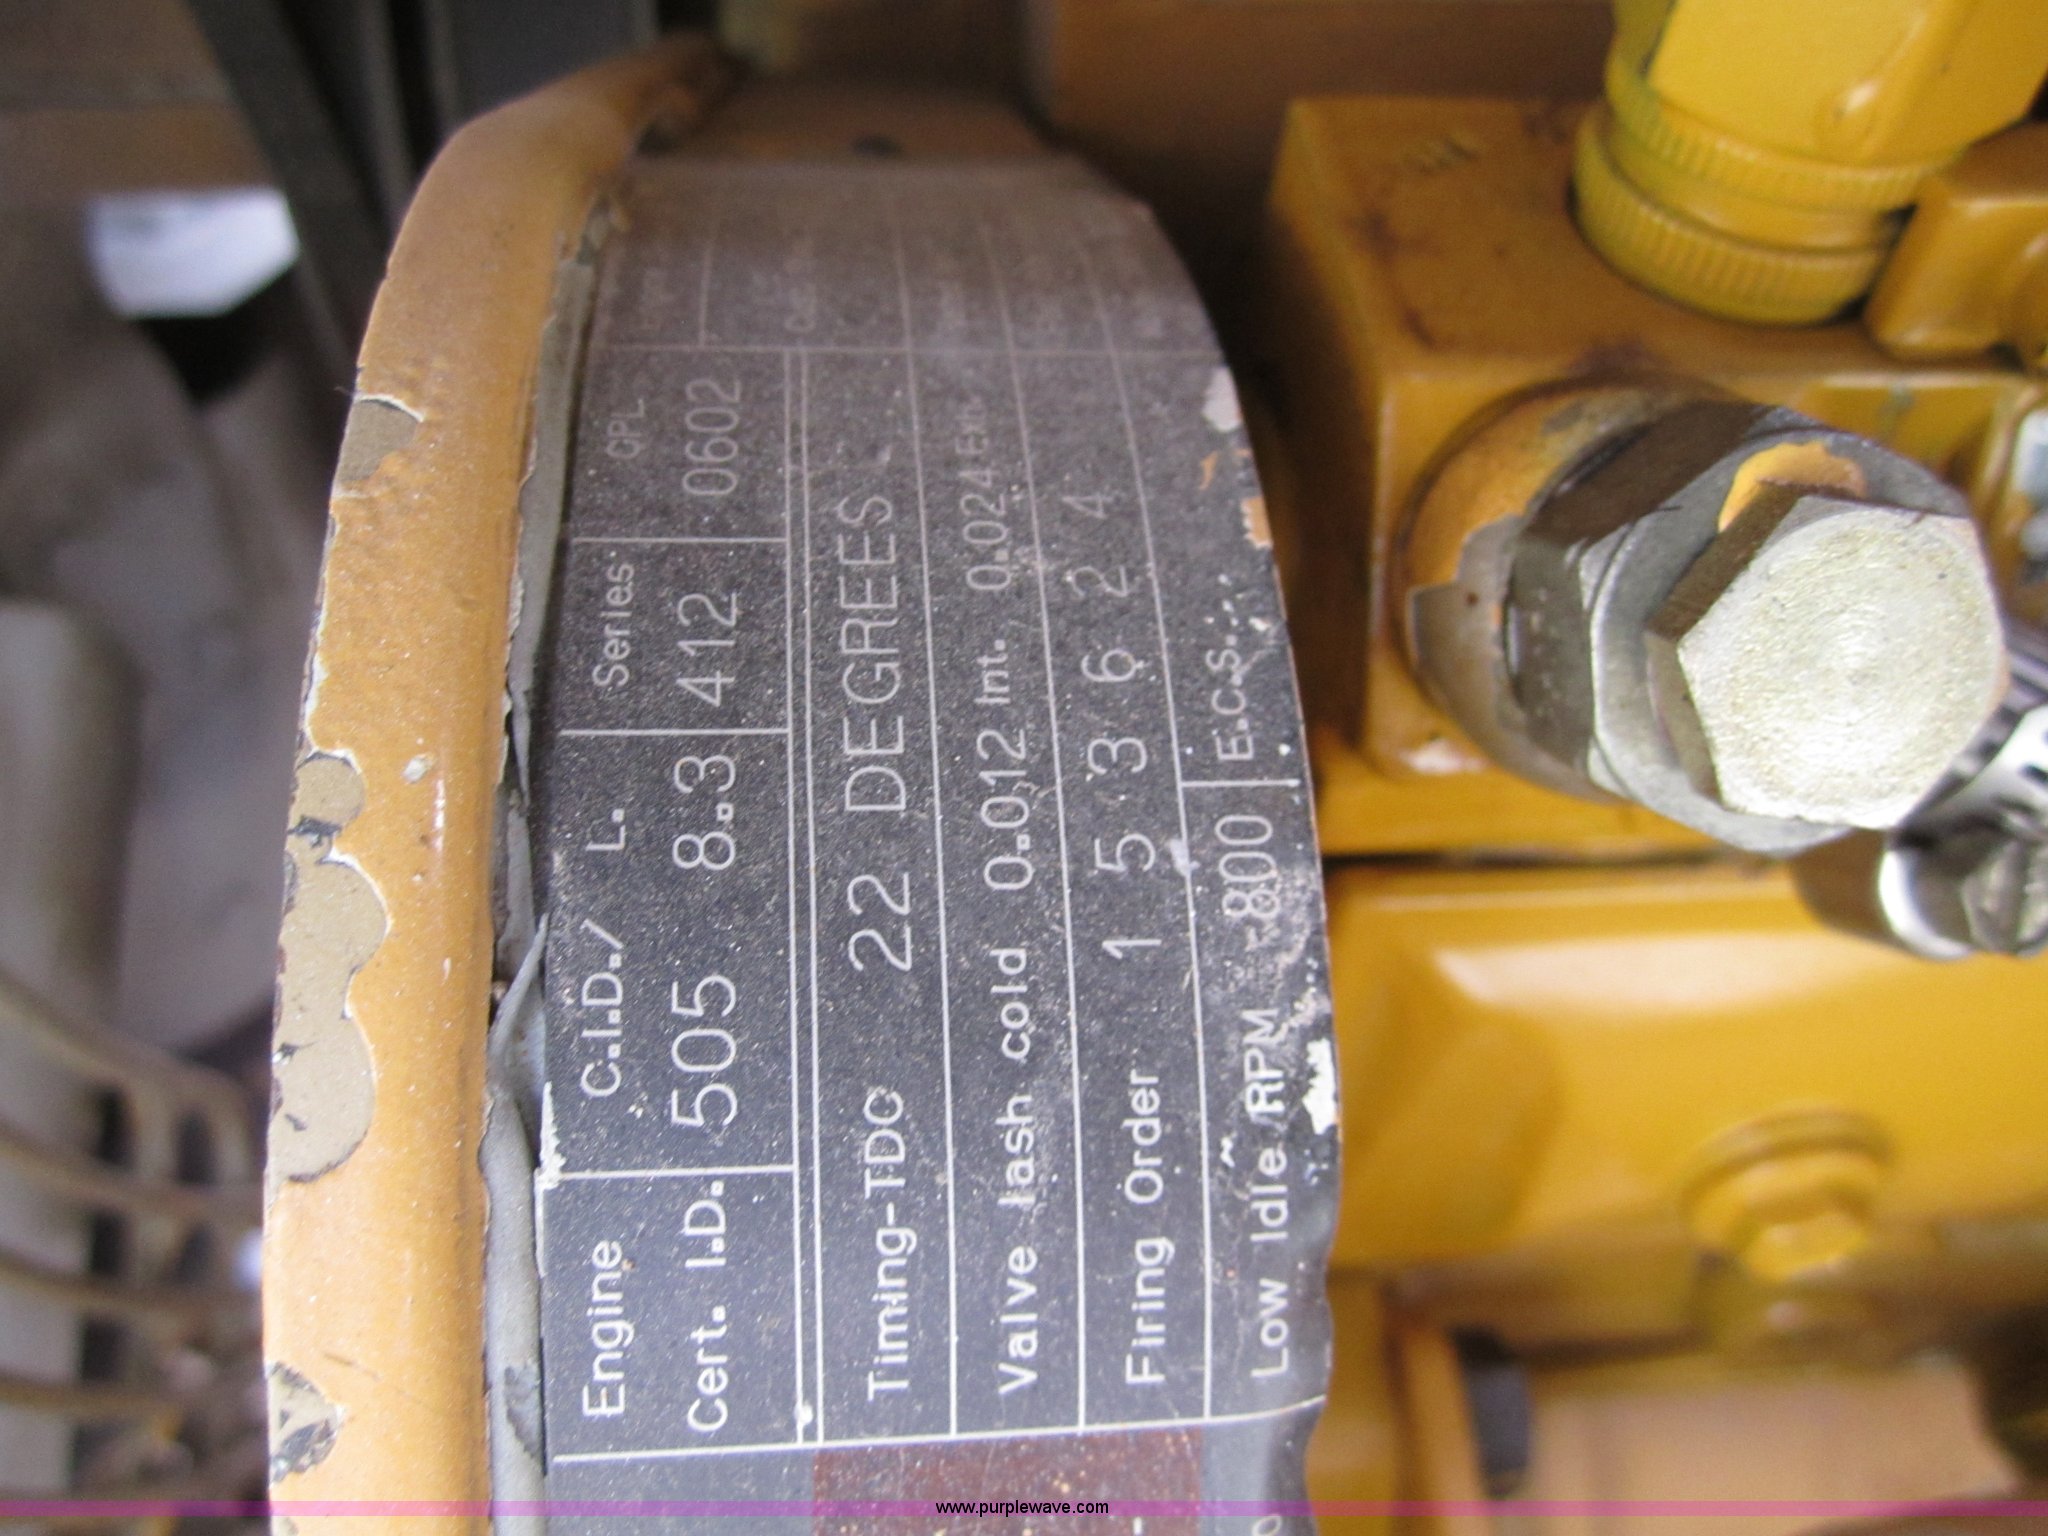 Engine C.I.D./ L. Series CPL
Cert. I.D. 505 8.3 412 0602
Timing-TDC 22 DEGREES
Valve lash cold 0.012 Int. 0.024 Exh.
Firing Order 1 5 3 6 2 4
Low Idle RPM 800 E.C.S.
www.purplewave.com